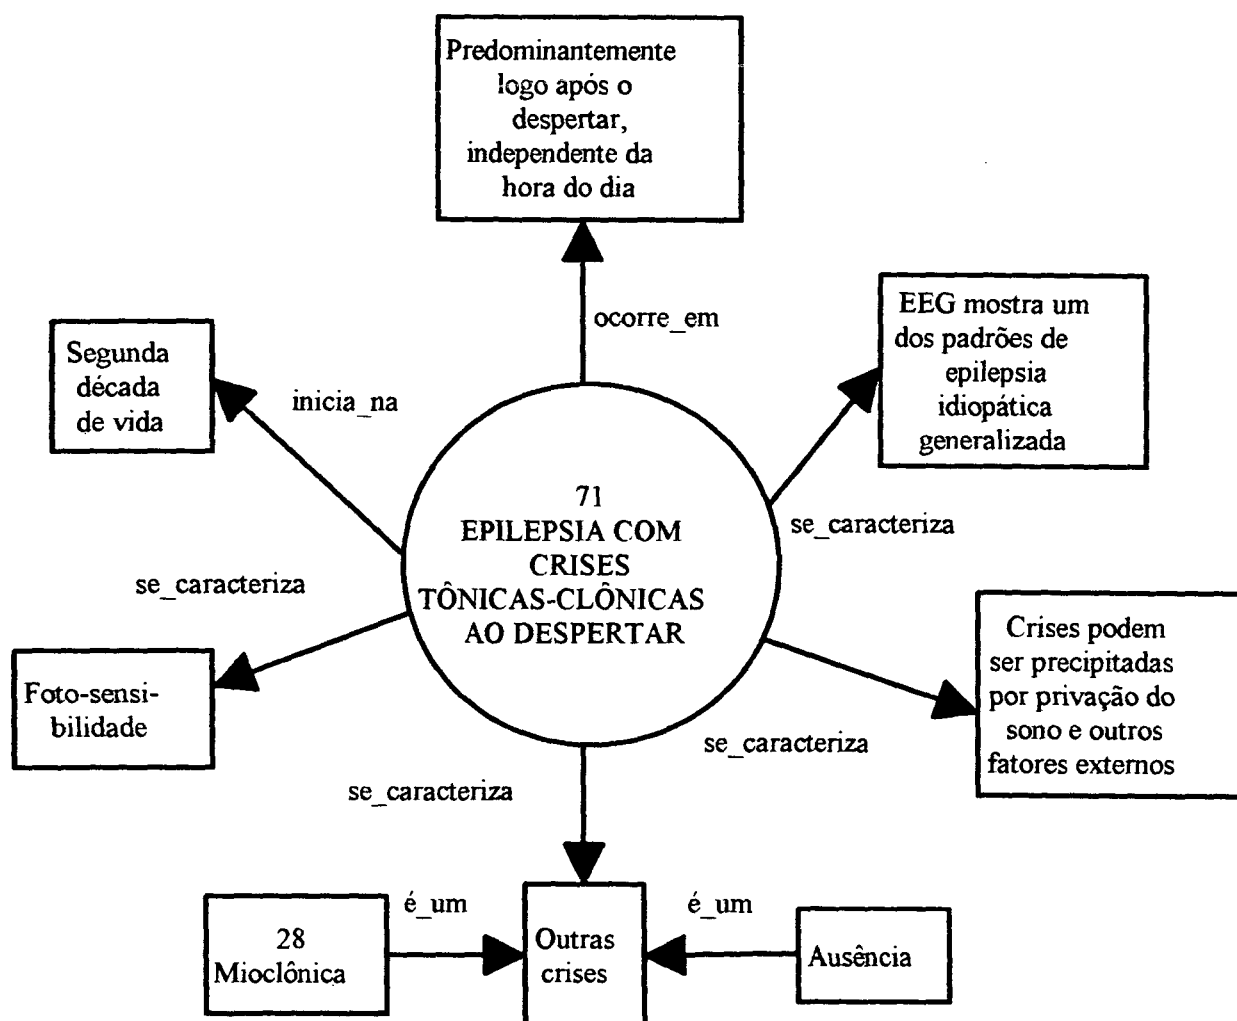 Predominantemente
logo após o
despertar,
independente da
hora do dia
ocorre_em
EEG mostra um
dos padrões de
epilepsia
idiopática
generalizada
Segunda
década
de vida
inicia_na
71
EPILEPSIA COM
CRISES
TÔNICAS-CLÔNICAS
AO DESPERTAR
se_caracteriza
se_caracteriza
Foto-sensi-
bilidade
Crises podem
ser precipitadas
por privação do
sono e outros
fatores externos
se_caracteriza
se_caracteriza
28
Mioclônica
é_um
Outras
crises
é_um
Ausência